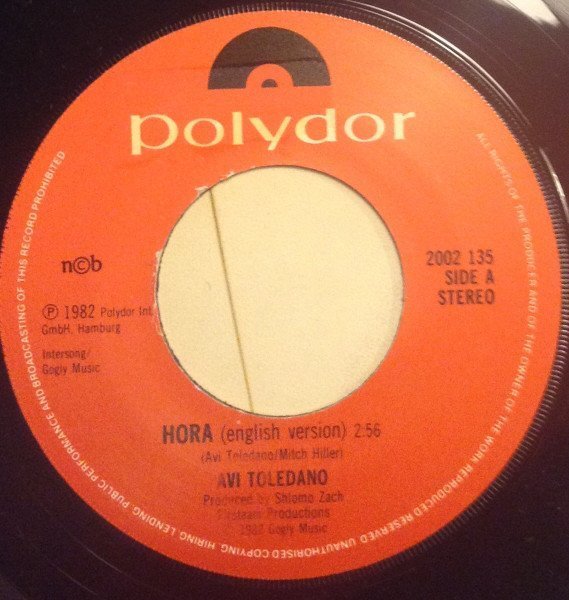 polydor
n©b
℗ 1982 Polydor Int.
GmbH, Hamburg
Intersong/
Gogly Music
2002 135
SIDE A
STEREO
HORA (english version) 2:56
(Avi Toledano/Mitch Hiller)
AVI TOLEDANO
Produced by Shlomo Zach
Productions
© 1982 Gogly Music
ALL RIGHTS OF THE PRODUCER AND OF THE OWNER OF THE WORK REPRODUCED RESERVED UNAUTHORISED COPYING, HIRING, LENDING, PUBLIC PERFORMANCE AND BROADCASTING OF THIS RECORD PROHIBITED